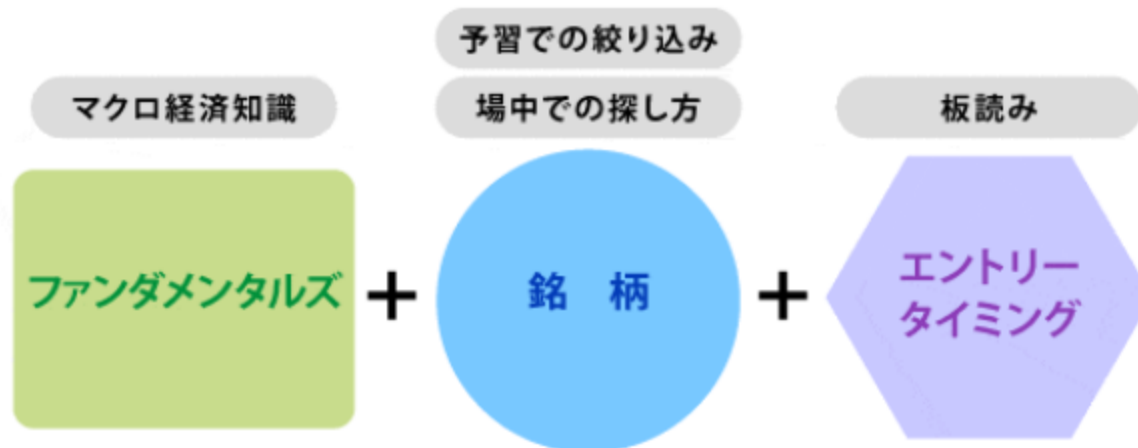 予習での絞り込み
マクロ経済知識
場中での探し方
板読み
ファンダメンタルズ
+
銘 柄
+
エントリー
タイミング